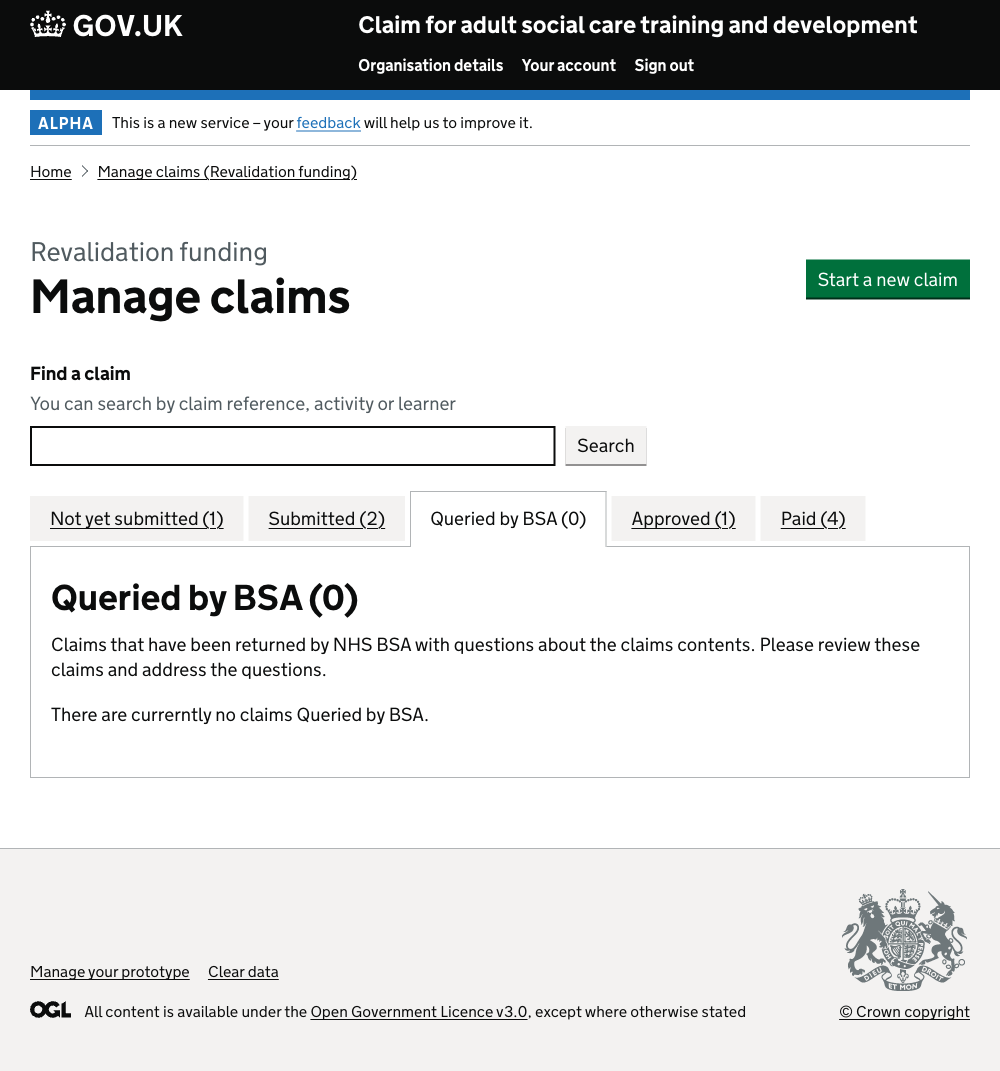 GOV.UK
Claim for adult social care training and development
Organisation details Your account Sign out
ALPHA This is a new service – your feedback will help us to improve it.
Home Manage claims (Revalidation funding)
Revalidation funding
Manage claims
Start a new claim
Find a claim
You can search by claim reference, activity or learner
Search
Not yet submitted (1) Submitted (2) Queried by BSA (0) Approved (1) Paid (4)
Queried by BSA (0)
Claims that have been returned by NHS BSA with questions about the claims contents. Please review these
claims and address the questions.
There are currerntly no claims Queried by BSA.
DIEU ET MON DROIT
Manage your prototype Clear data
OGL All content is available under the Open Government Licence v3.0, except where otherwise stated
© Crown copyright